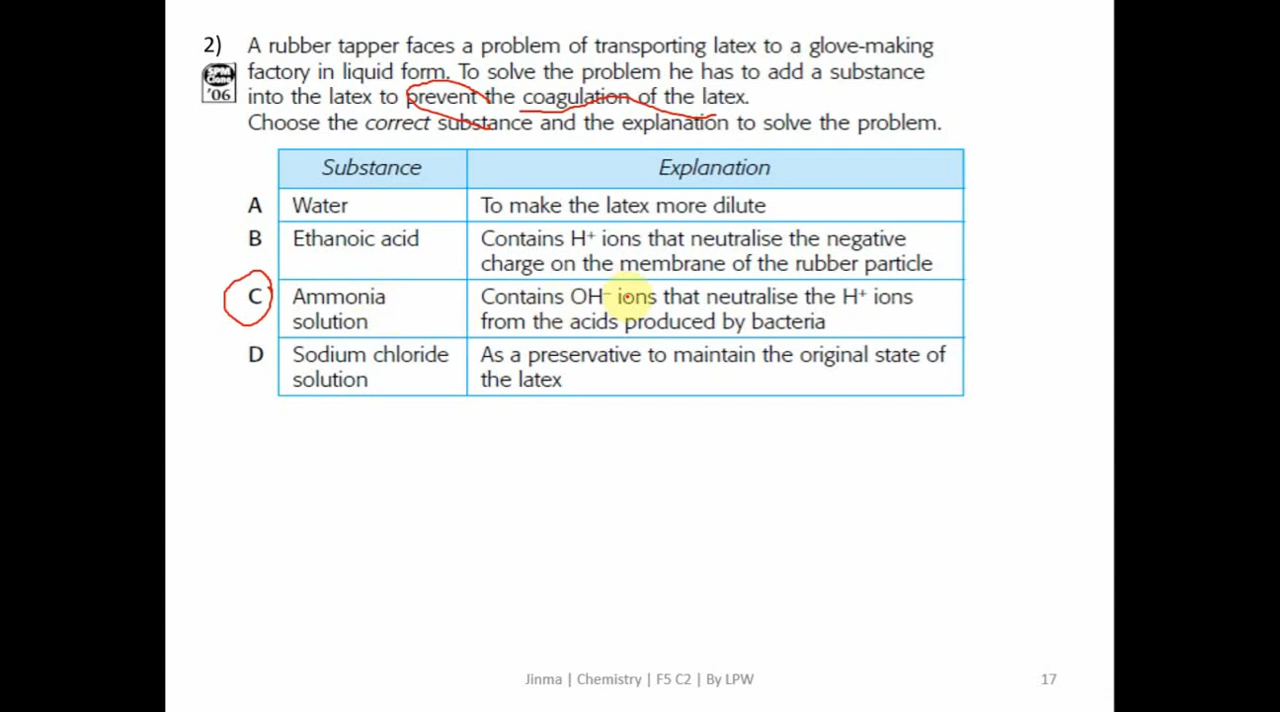 2) A rubber tapper faces a problem of transporting latex to a glove-making
factory in liquid form. To solve the problem he has to add a substance
into the latex to prevent the coagulation of the latex.
Choose the correct substance and the explanation to solve the problem.
SPM
Clone
'06
Substance Explanation
A Water To make the latex more dilute
B Ethanoic acid Contains H⁺ ions that neutralise the negative
charge on the membrane of the rubber particle
C Ammonia Contains OH⁻ ions that neutralise the H⁺ ions
solution from the acids produced by bacteria
D Sodium chloride As a preservative to maintain the original state of
solution the latex
Jinma | Chemistry | F5 C2 | By LPW 17